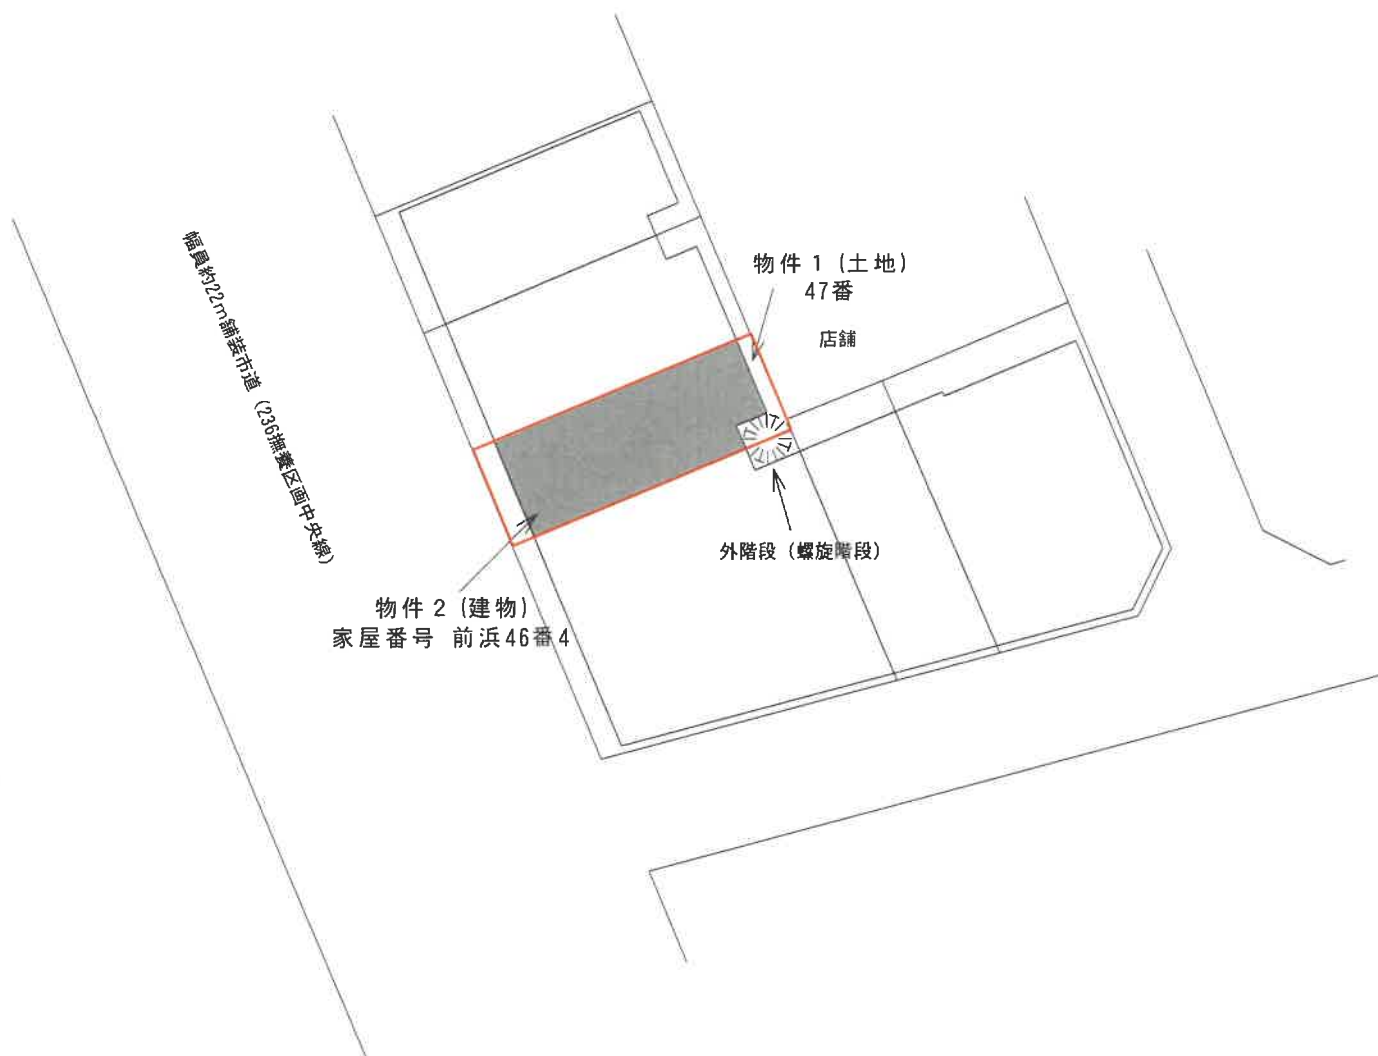 幅員約22m舗装市道（236撫養区画中央線）
物件１（土地）
47番
店舗
外階段（螺旋階段）
物件２（建物）
家屋番号 前浜46番4